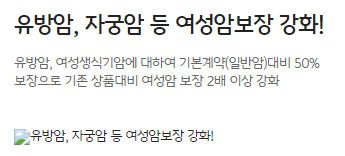 유방암, 자궁암 등 여성암보장 강화!
유방암, 여성생식기암에 대하여 기본계약(일반암)대비 50%
보장으로 기존 상품대비 여성암 보장 2배 이상 강화
유방암, 자궁암 등 여성암보장 강화!